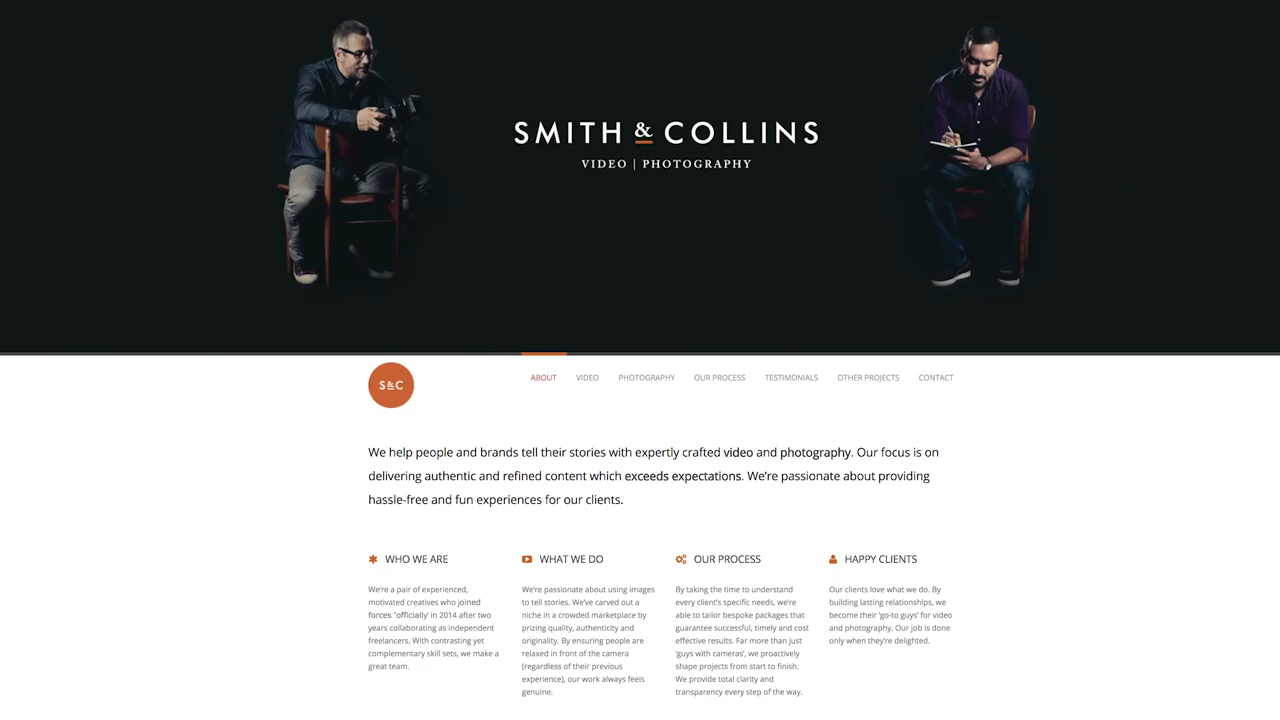 SMITH & COLLINS
VIDEO | PHOTOGRAPHY
S&C
ABOUT VIDEO PHOTOGRAPHY OUR PROCESS TESTIMONIALS OTHER PROJECTS CONTACT
We help people and brands tell their stories with expertly crafted video and photography. Our focus is on
delivering authentic and refined content which exceeds expectations. We're passionate about providing
hassle-free and fun experiences for our clients.
WHO WE ARE
We're a pair of experienced,
motivated creatives who joined
forces 'officially' in 2014 after two
years collaborating as independent
freelancers. With contrasting yet
complementary skill sets, we make a
great team.
WHAT WE DO
We're passionate about using images
to tell stories. We've carved out a
niche in a crowded marketplace by
prizing quality, authenticity and
originality. By ensuring people are
relaxed in front of the camera
(regardless of their previous
experience), our work always feels
genuine.
OUR PROCESS
By taking the time to understand
every client's specific needs, we're
able to tailor bespoke packages that
guarantee successful, timely and cost
effective results. Far more than just
'guys with cameras', we proactively
shape projects from start to finish.
We provide total clarity and
transparency every step of the way.
HAPPY CLIENTS
Our clients love what we do. By
building lasting relationships, we
become their 'go-to guys' for video
and photography. Our job is done
only when they're delighted.